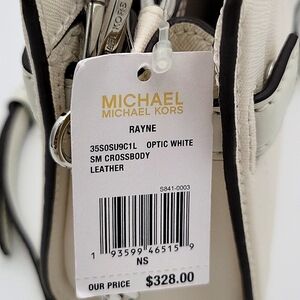 KORS
MICHAEL
MICHAEL KORS
RAYNE
35S0SU9C1L OPTIC WHITE
SM CROSSBODY
LEATHER
S841-0003
1 93599 46515 9
NS
OUR PRICE $328.00